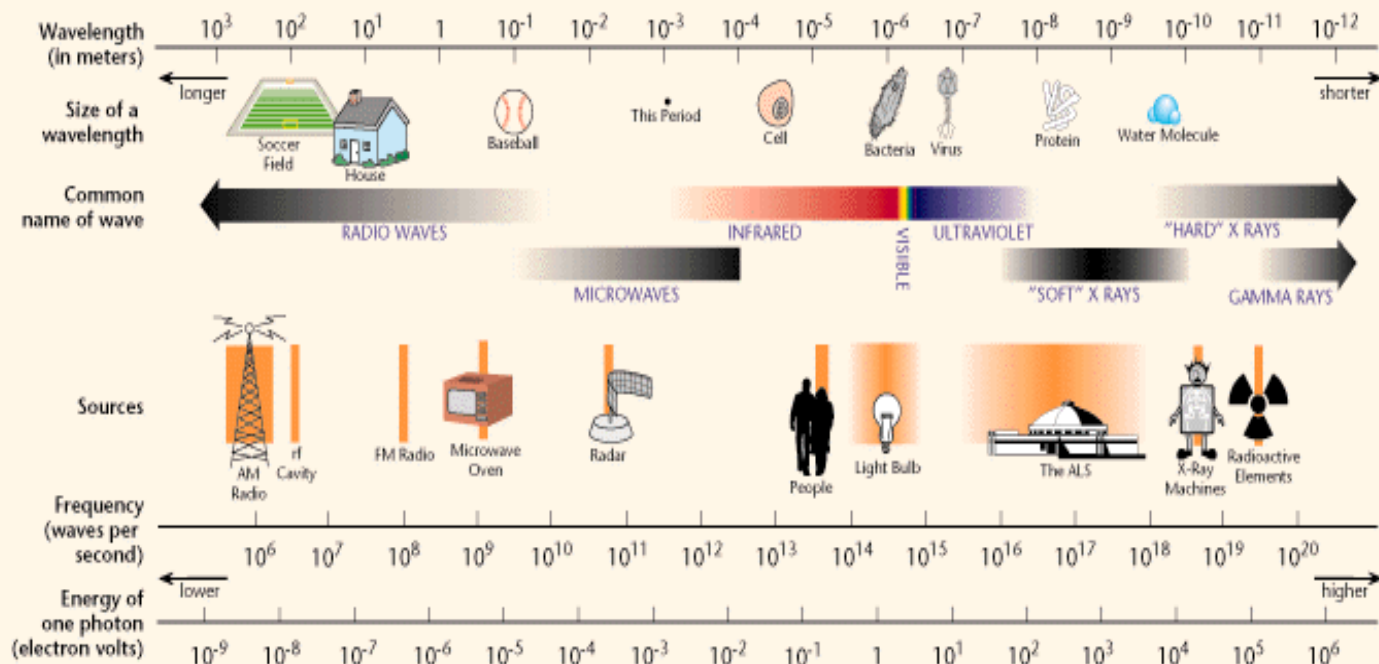 Wavelength
(in meters)
10³ 10² 10¹ 1 10⁻¹ 10⁻² 10⁻³ 10⁻⁴ 10⁻⁵ 10⁻⁶ 10⁻⁷ 10⁻⁸ 10⁻⁹ 10⁻¹⁰ 10⁻¹¹ 10⁻¹²
longer
shorter
Size of a
wavelength
Soccer
Field
House
Baseball
This Period
Cell
Bacteria
Virus
Protein
Water Molecule
Common
name of wave
RADIO WAVES
INFRARED
VISIBLE
ULTRAVIOLET
"HARD" X RAYS
MICROWAVES
"SOFT" X RAYS
GAMMA RAYS
Sources
AM
Radio
rf
Cavity
FM Radio
Microwave
Oven
Radar
People
Light Bulb
The ALS
X-Ray
Machines
Radioactive
Elements
Frequency
(waves per
second)
10⁶ 10⁷ 10⁸ 10⁹ 10¹⁰ 10¹¹ 10¹² 10¹³ 10¹⁴ 10¹⁵ 10¹⁶ 10¹⁷ 10¹⁸ 10¹⁹ 10²⁰
lower
higher
Energy of
one photon
(electron volts)
10⁻⁹ 10⁻⁸ 10⁻⁷ 10⁻⁶ 10⁻⁵ 10⁻⁴ 10⁻³ 10⁻² 10⁻¹ 1 10¹ 10² 10³ 10⁴ 10⁵ 10⁶